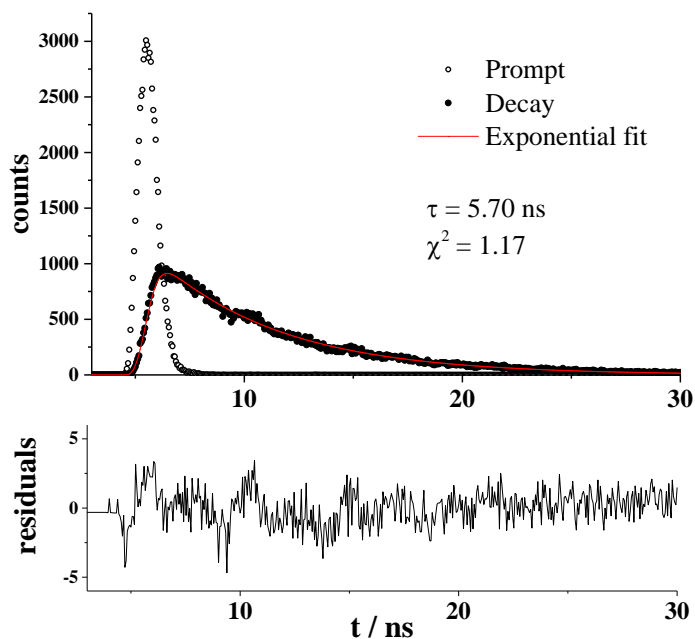 3000
2500
2000
1500
1000
500
0
counts
Prompt
Decay
Exponential fit
τ = 5.70 ns
χ² = 1.17
10
20
30
5
0
-5
residuals
10
20
30
t / ns